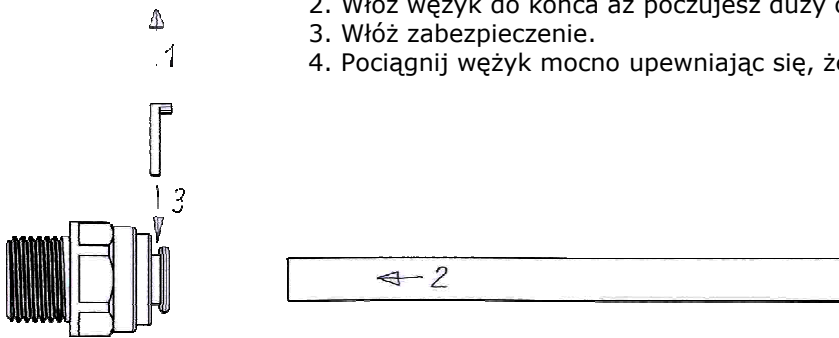 2. Włóż wężyk do końca aż poczujesz duży
3. Włóż zabezpieczenie.
4. Pociągnij wężyk mocno upewniając się,
1
3
2